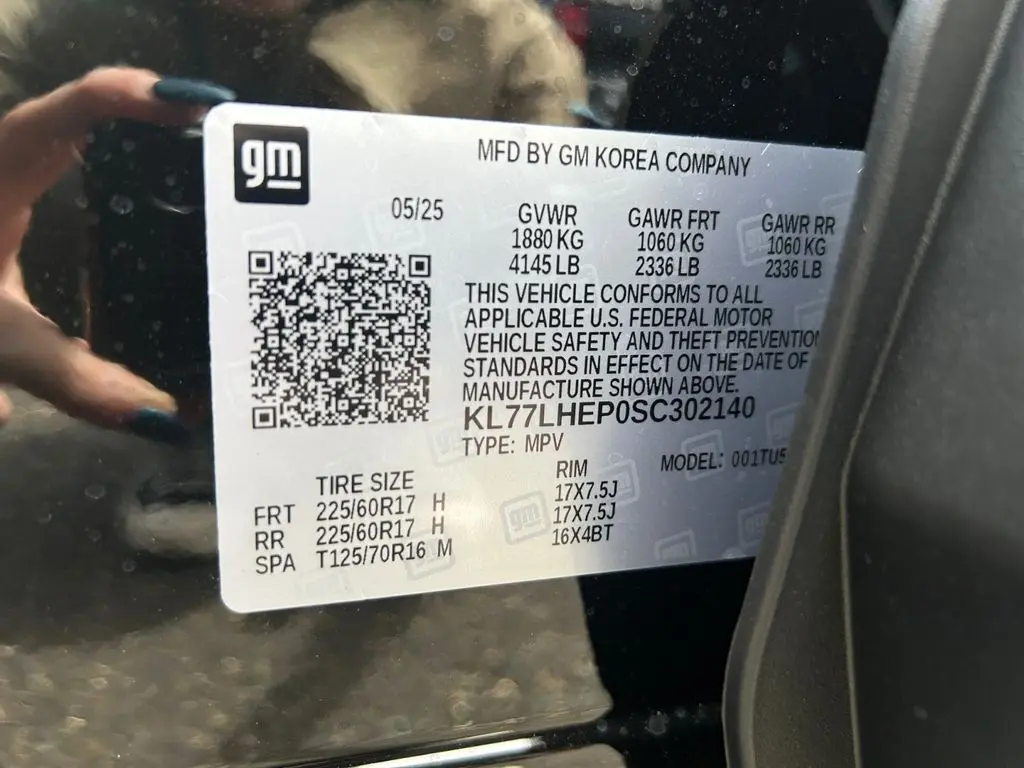 gm
MFD BY GM KOREA COMPANY
05/25 GVWR GAWR FRT GAWR RR
1880 KG 1060 KG 1060 KG
4145 LB 2336 LB 2336 LB
THIS VEHICLE CONFORMS TO ALL
APPLICABLE U.S. FEDERAL MOTOR
VEHICLE SAFETY AND THEFT PREVENTION
STANDARDS IN EFFECT ON THE DATE OF
MANUFACTURE SHOWN ABOVE.
KL77LHEP0SC302140
TYPE: MPV MODEL: 001TU5
TIRE SIZE RIM
FRT 225/60R17 H 17X7.5J
RR 225/60R17 H 17X7.5J
SPA T125/70R16 M 16X4BT